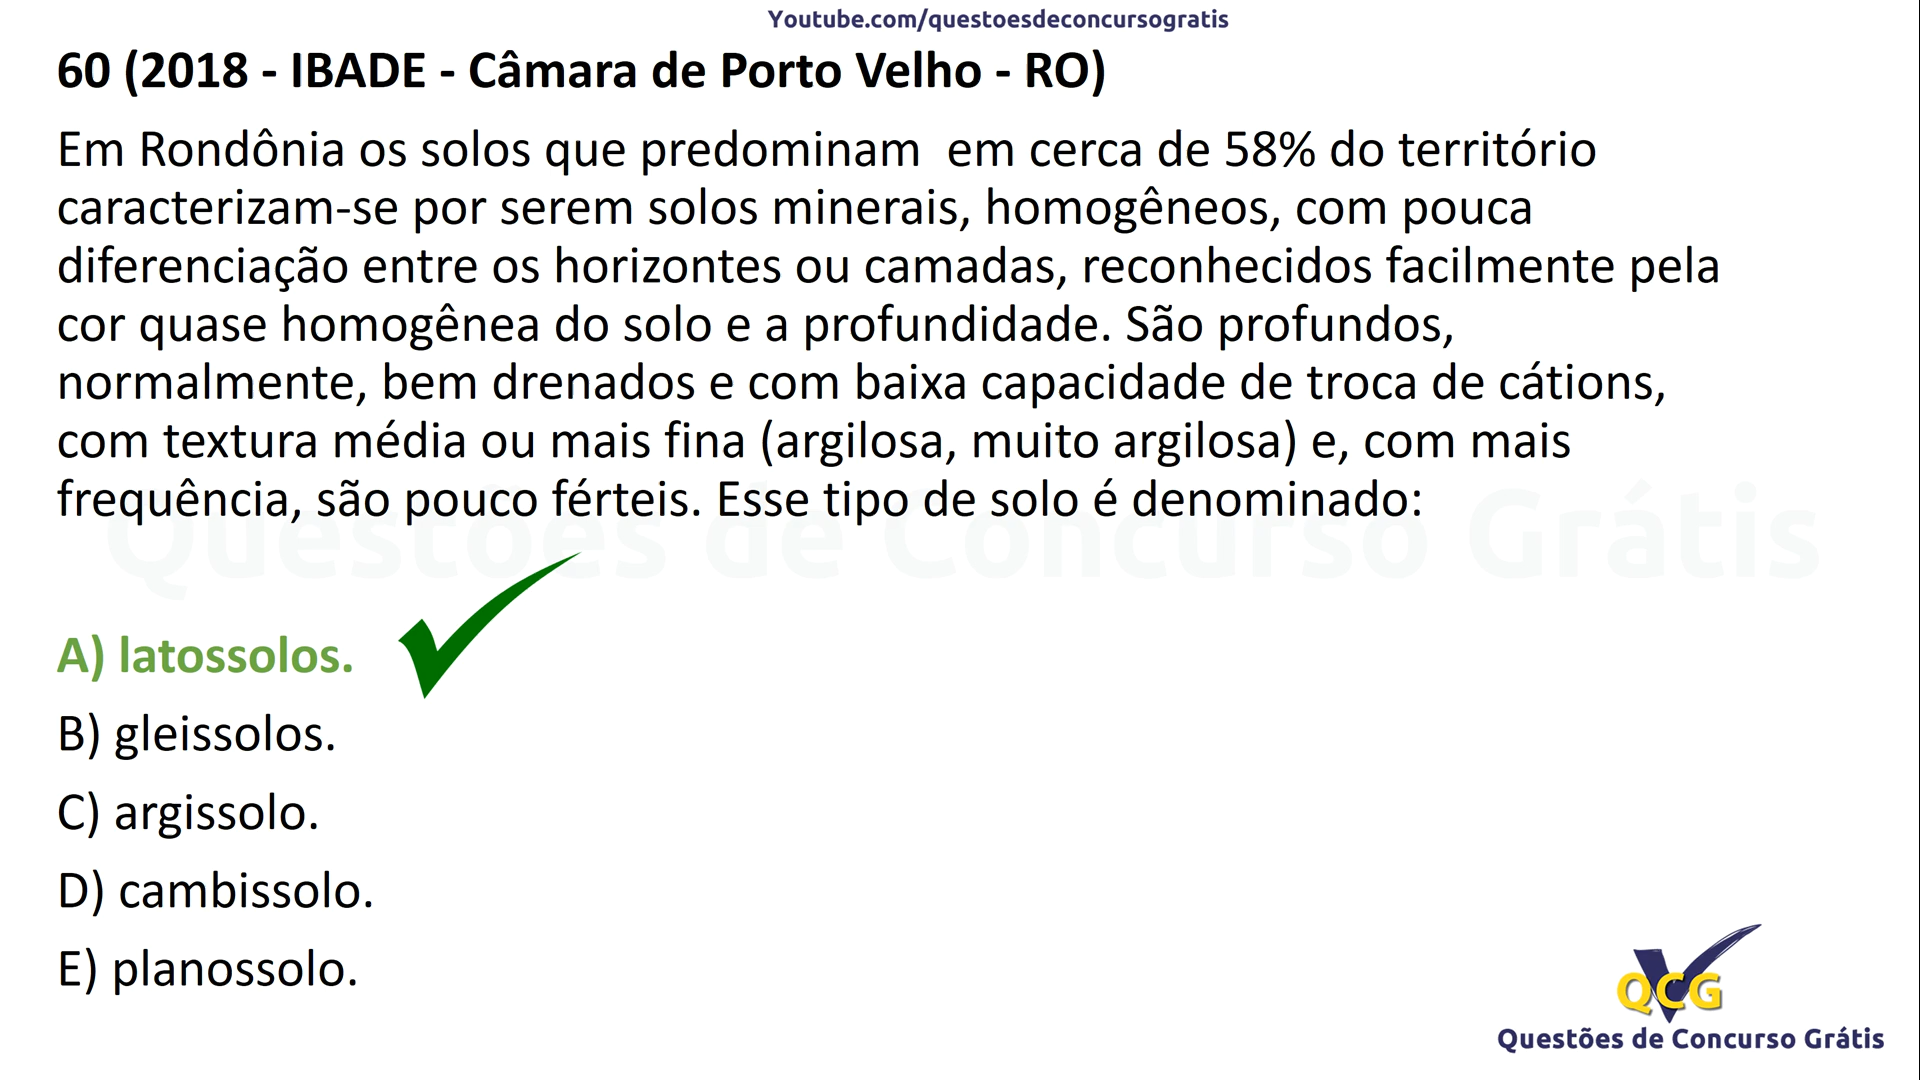 Youtube.com/questoesdeconcursogratis
60 (2018 - IBADE - Câmara de Porto Velho - RO)
Em Rondônia os solos que predominam  em cerca de 58% do território
caracterizam-se por serem solos minerais, homogêneos, com pouca
diferenciação entre os horizontes ou camadas, reconhecidos facilmente pela
cor quase homogênea do solo e a profundidade. São profundos,
normalmente, bem drenados e com baixa capacidade de troca de cátions,
com textura média ou mais fina (argilosa, muito argilosa) e, com mais
frequência, são pouco férteis. Esse tipo de solo é denominado:
Questões de Concurso Grátis
A) latossolos.
B) gleissolos.
C) argissolo.
D) cambissolo.
E) planossolo.
QCG
Questões de Concurso Grátis